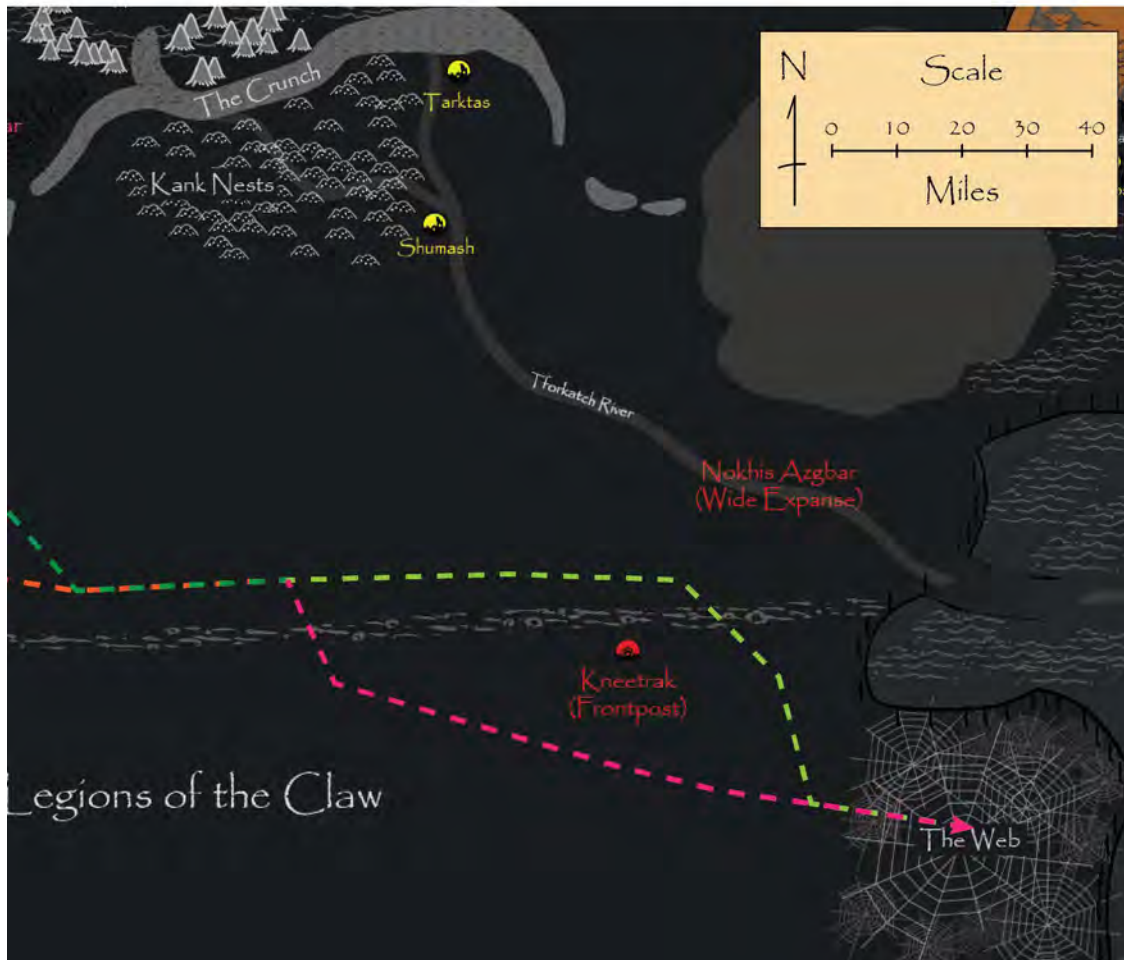 N
Scale
0 10 20 30 40
Miles
The Crunch
Tarktas
ar
Kank Nests
Shumash
Tforkatch River
Nokhis Azgbar
(Wide Expanse)
Kneetrak
(Frontpost)
Legions of the Claw
The Web